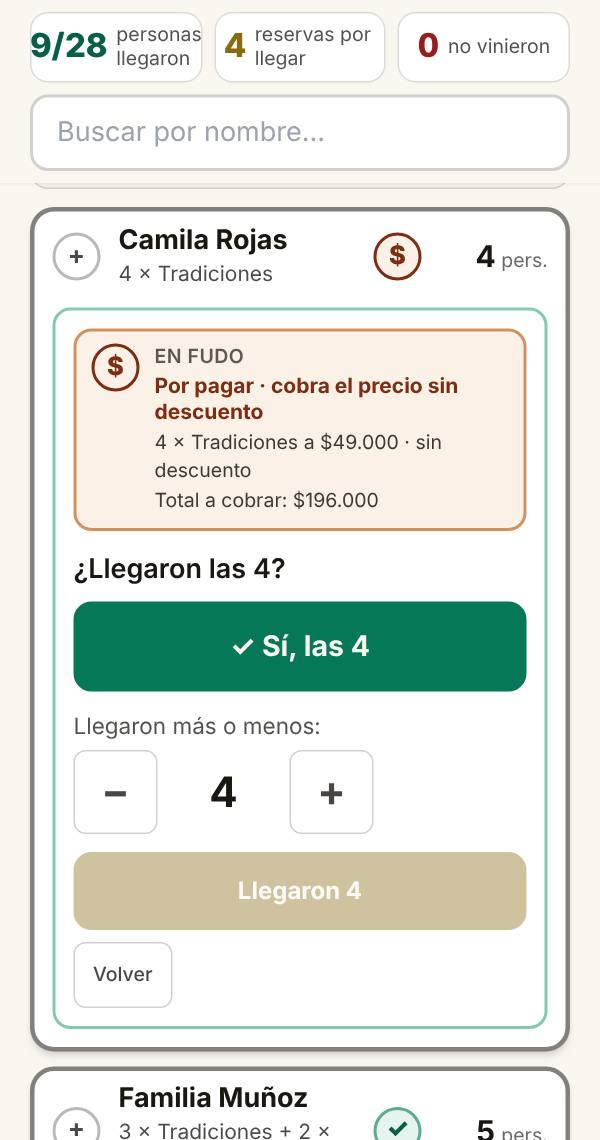 9/28 personas llegaron
4 reservas por llegar
0 no vinieron
Buscar por nombre...
+ Camila Rojas $ 4 pers.
4 × Tradiciones
$ EN FUDO
Por pagar · cobra el precio sin
descuento
4 × Tradiciones a $49.000 · sin
descuento
Total a cobrar: $196.000
¿Llegaron las 4?
✓ Sí, las 4
Llegaron más o menos:
− 4 +
Llegaron 4
Volver
Familia Muñoz
+ 3 × Tradiciones + 2 × ✓ 5 pers.